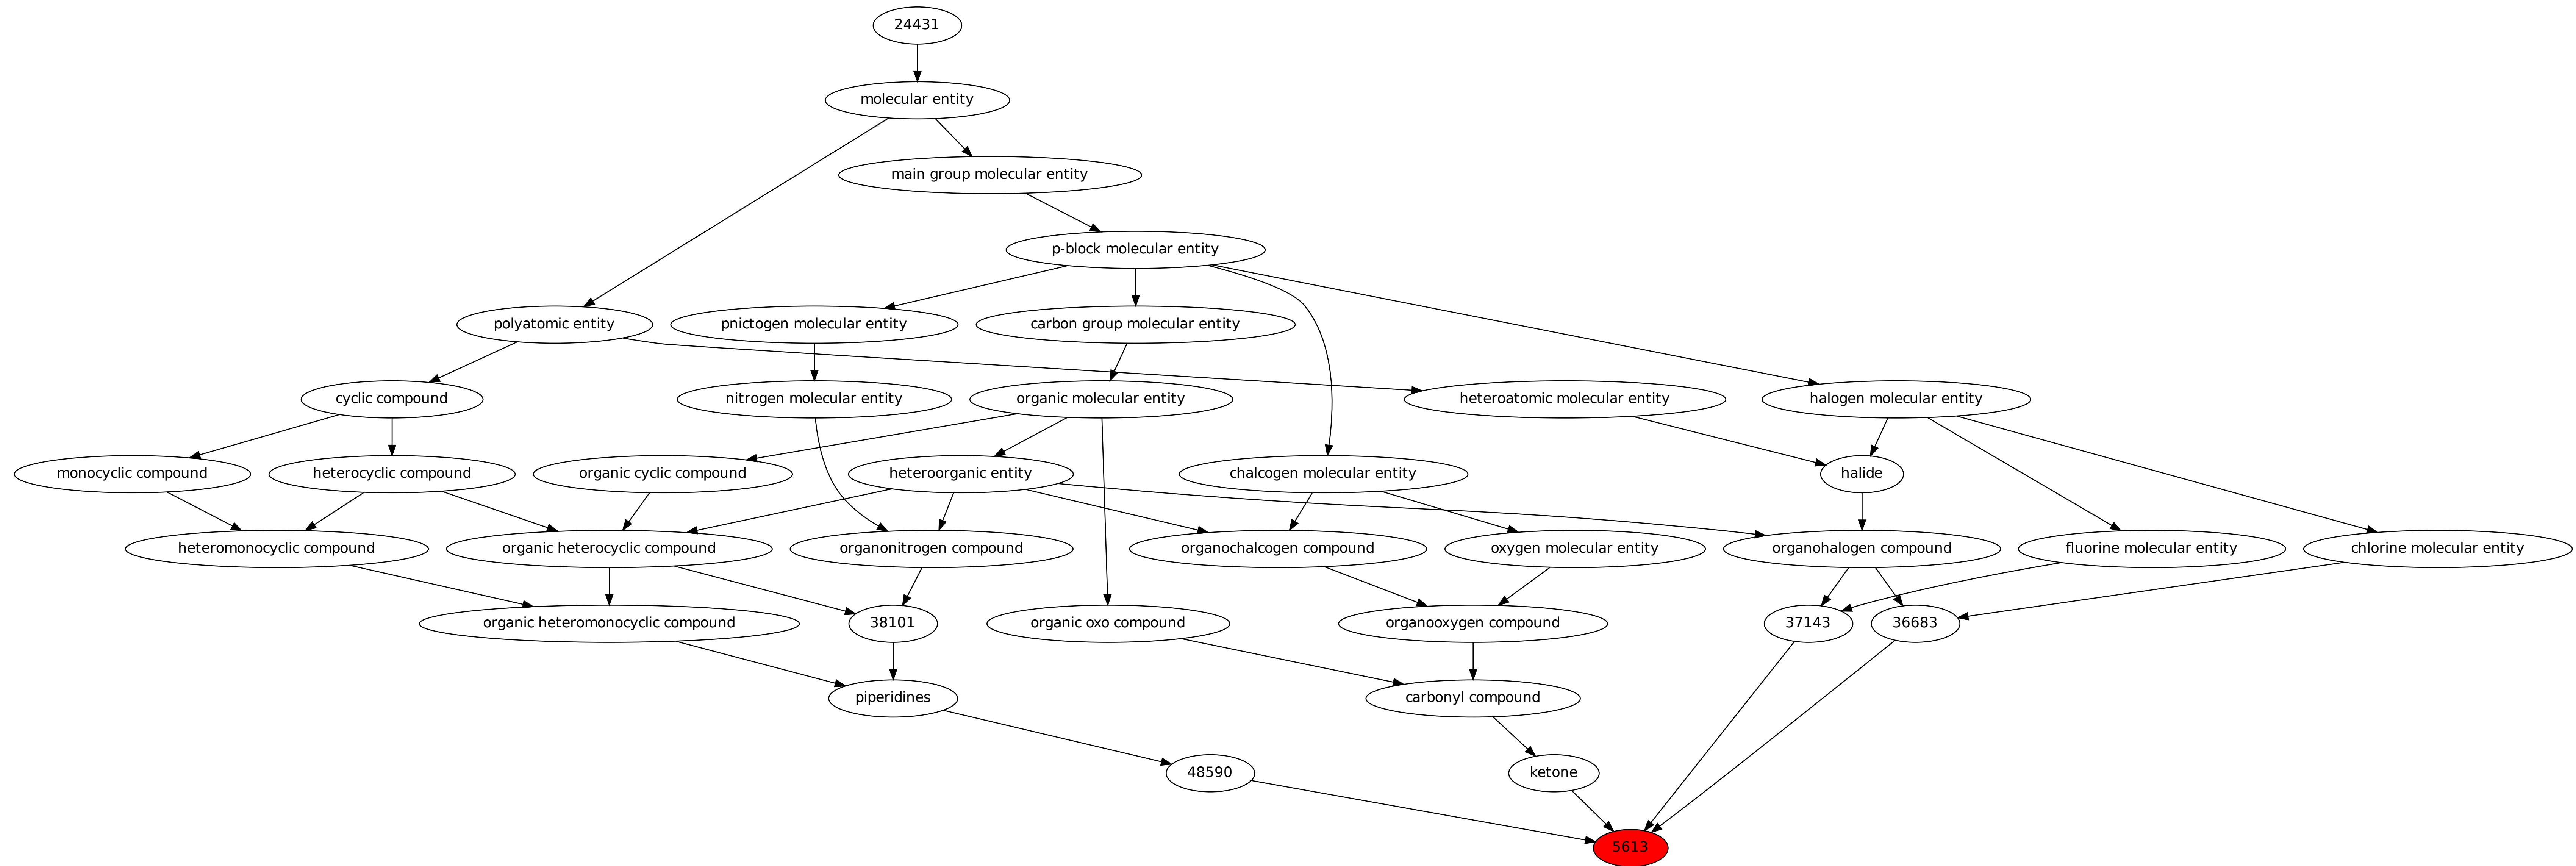 24431
molecular entity
main group molecular entity
p-block molecular entity
polyatomic entity
pnictogen molecular entity
carbon group molecular entity
cyclic compound
nitrogen molecular entity
organic molecular entity
heteroatomic molecular entity
halogen molecular entity
monocyclic compound
heterocyclic compound
organic cyclic compound
heteroorganic entity
chalcogen molecular entity
halide
heteromonocyclic compound
organic heterocyclic compound
organonitrogen compound
organochalcogen compound
oxygen molecular entity
organohalogen compound
fluorine molecular entity
chlorine molecular entity
organic heteromonocyclic compound
38101
organic oxo compound
organooxygen compound
37143
36683
piperidines
carbonyl compound
48590
ketone
5613